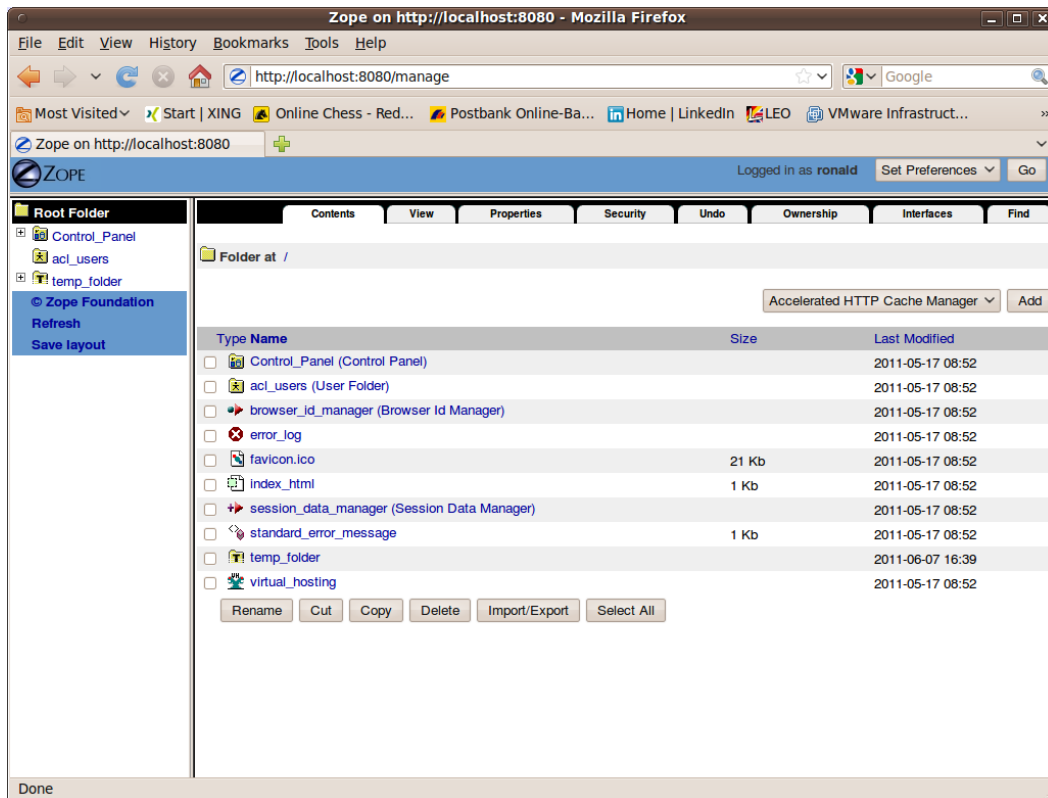 Zope on http://localhost:8080 - Mozilla Firefox
File Edit View History Bookmarks Tools Help
http://localhost:8080/manage Google
Most Visited Start | XING Online Chess - Red... Postbank Online-Ba... Home | LinkedIn LEO VMware Infrastruct... »
Zope on http://localhost:8080
ZOPE Logged in as ronald Set Preferences Go
Root Folder
Control_Panel
acl_users
temp_folder
© Zope Foundation
Refresh
Save layout
Contents View Properties Security Undo Ownership Interfaces Find
Folder at /
Accelerated HTTP Cache Manager Add
Type Name Size Last Modified
Control_Panel (Control Panel) 2011-05-17 08:52
acl_users (User Folder) 2011-05-17 08:52
browser_id_manager (Browser Id Manager) 2011-05-17 08:52
error_log 2011-05-17 08:52
favicon.ico 21 Kb 2011-05-17 08:52
index_html 1 Kb 2011-05-17 08:52
session_data_manager (Session Data Manager) 2011-05-17 08:52
standard_error_message 1 Kb 2011-05-17 08:52
temp_folder 2011-06-07 16:39
virtual_hosting 2011-05-17 08:52
Rename Cut Copy Delete Import/Export Select All
Done